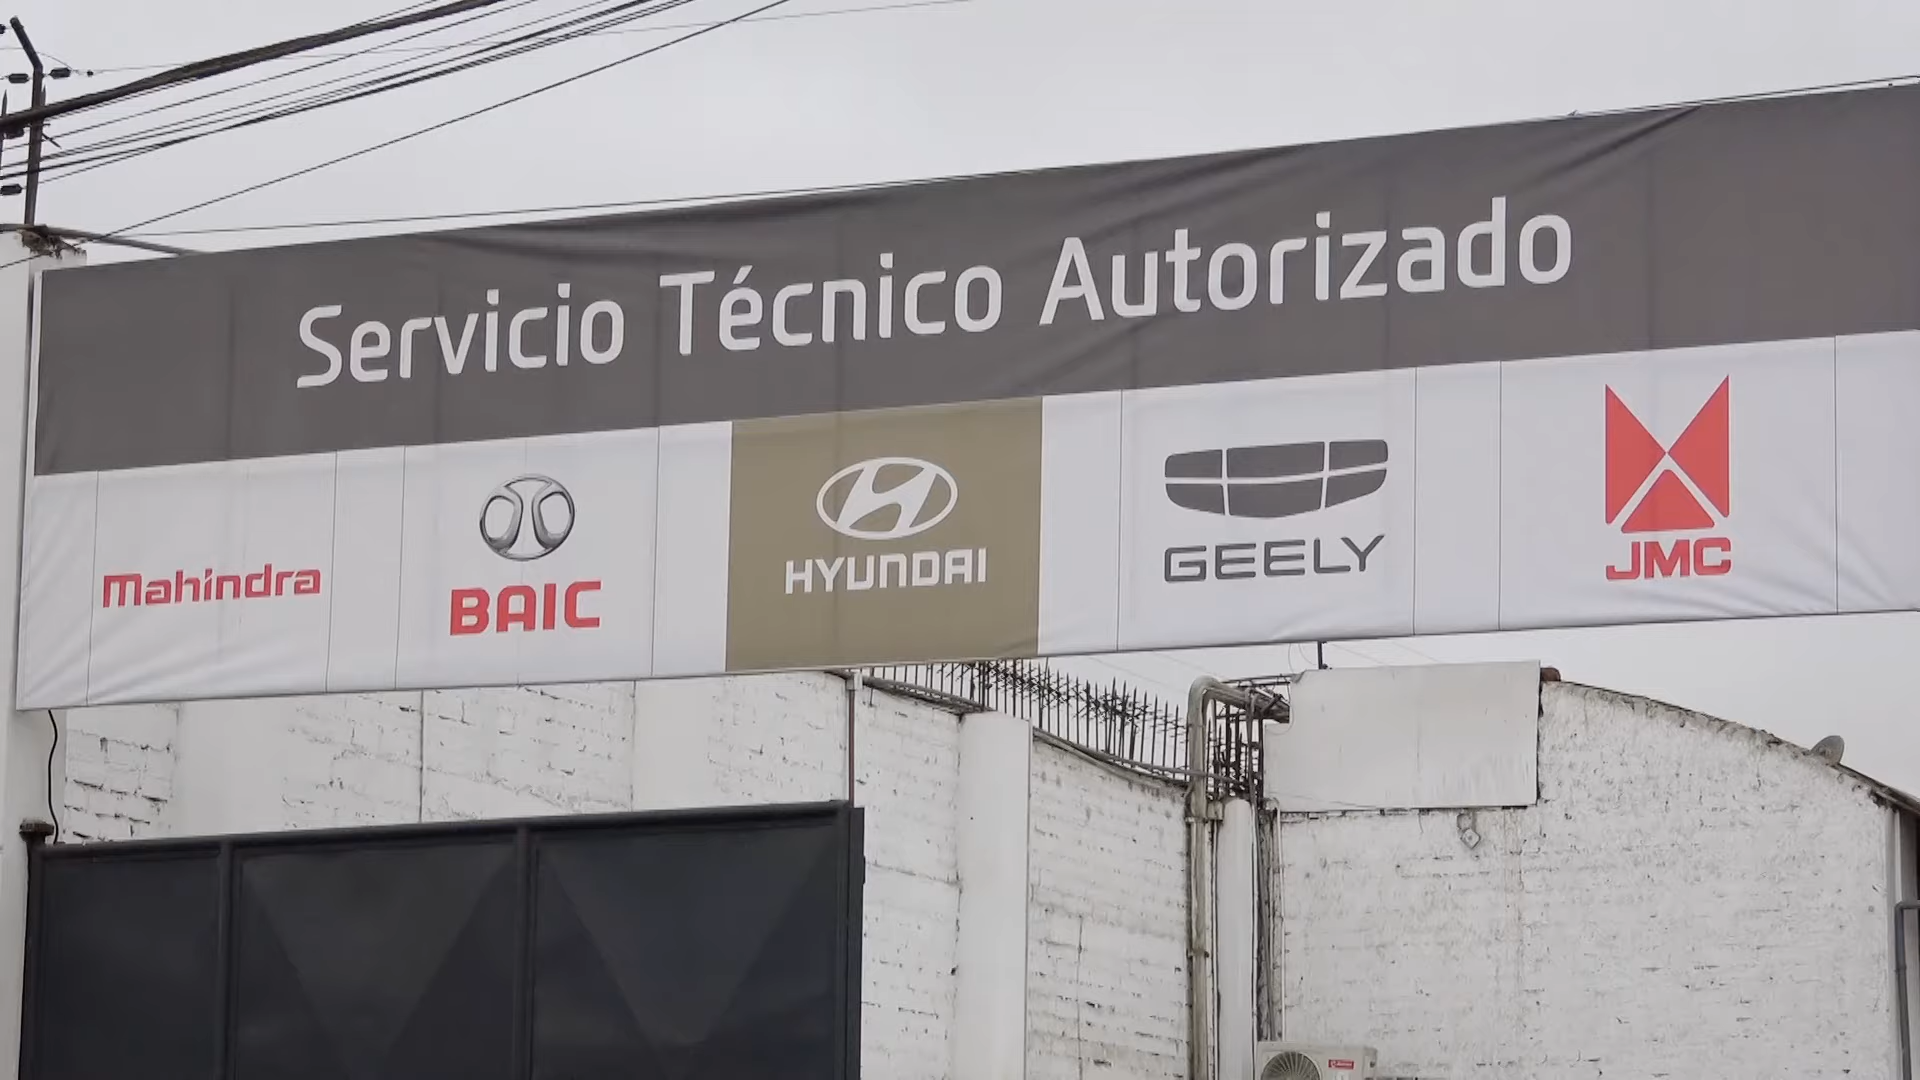 Servicio Técnico Autorizado
Mahindra
BAIC
HYUNDAI
GEELY
JMC